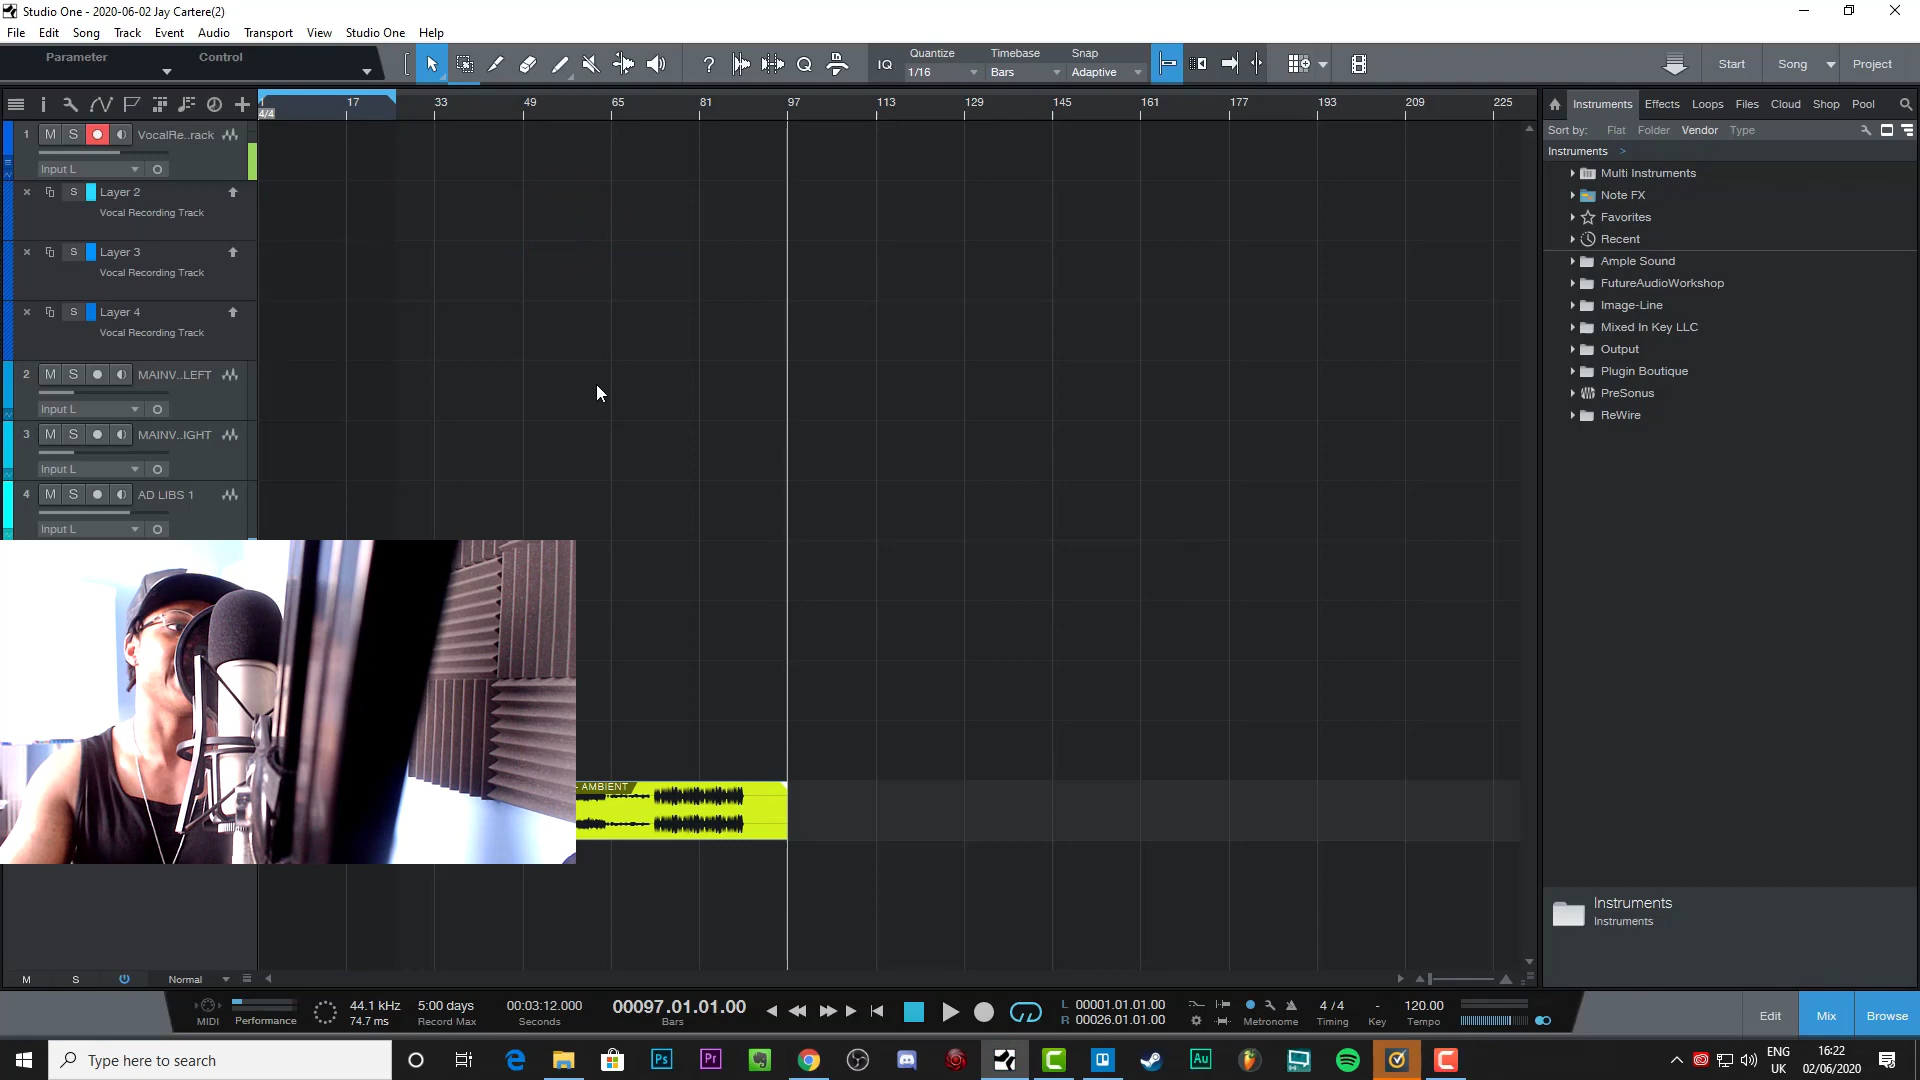 Studio One - 2020-06-02 Jay Cartere(2)
File Edit Song Track Event Audio Transport View Studio One Help
Parameter Control
IQ
Quantize 1/16
Timebase Bars
Snap Adaptive
Start Song Project
17 33 49 65 81 97 113 129 145 161 177 193 209 225
4/4
1 M S VocalRe..rack
Input L
S Layer 2
Vocal Recording Track
S Layer 3
Vocal Recording Track
S Layer 4
Vocal Recording Track
2 M S MAINV..LEFT
Input L
3 M S MAINV..IGHT
Input L
4 M S AD LIBS 1
Input L
- AMBIENT
M S Normal
Instruments Effects Loops Files Cloud Shop Pool
Sort by: Flat Folder Vendor Type
Instruments >
Multi Instruments
Note FX
Favorites
Recent
Ample Sound
FutureAudioWorkshop
Image-Line
Mixed In Key LLC
Output
Plugin Boutique
PreSonus
ReWire
Instruments
Instruments
MIDI
Performance
44.1 kHz
74.7 ms
5:00 days
Record Max
00:03:12.000
Seconds
00097.01.01.00
Bars
L 00001.01.01.00
R 00026.01.01.00
Metronome
4 / 4
Timing
-
Key
120.00
Tempo
Edit Mix Browse
Type here to search
Ps
Pr
Au
ENG
UK
16:22
02/06/2020